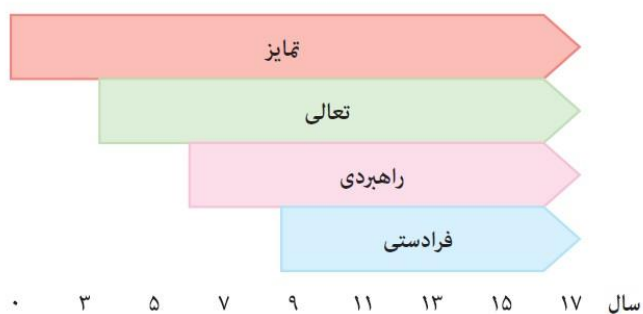 تمایز
تعالی
راهبردی
فرادستی
۰ ۳ ۵ ۷ ۹ ۱۱ ۱۳ ۱۵ ۱۷ سال